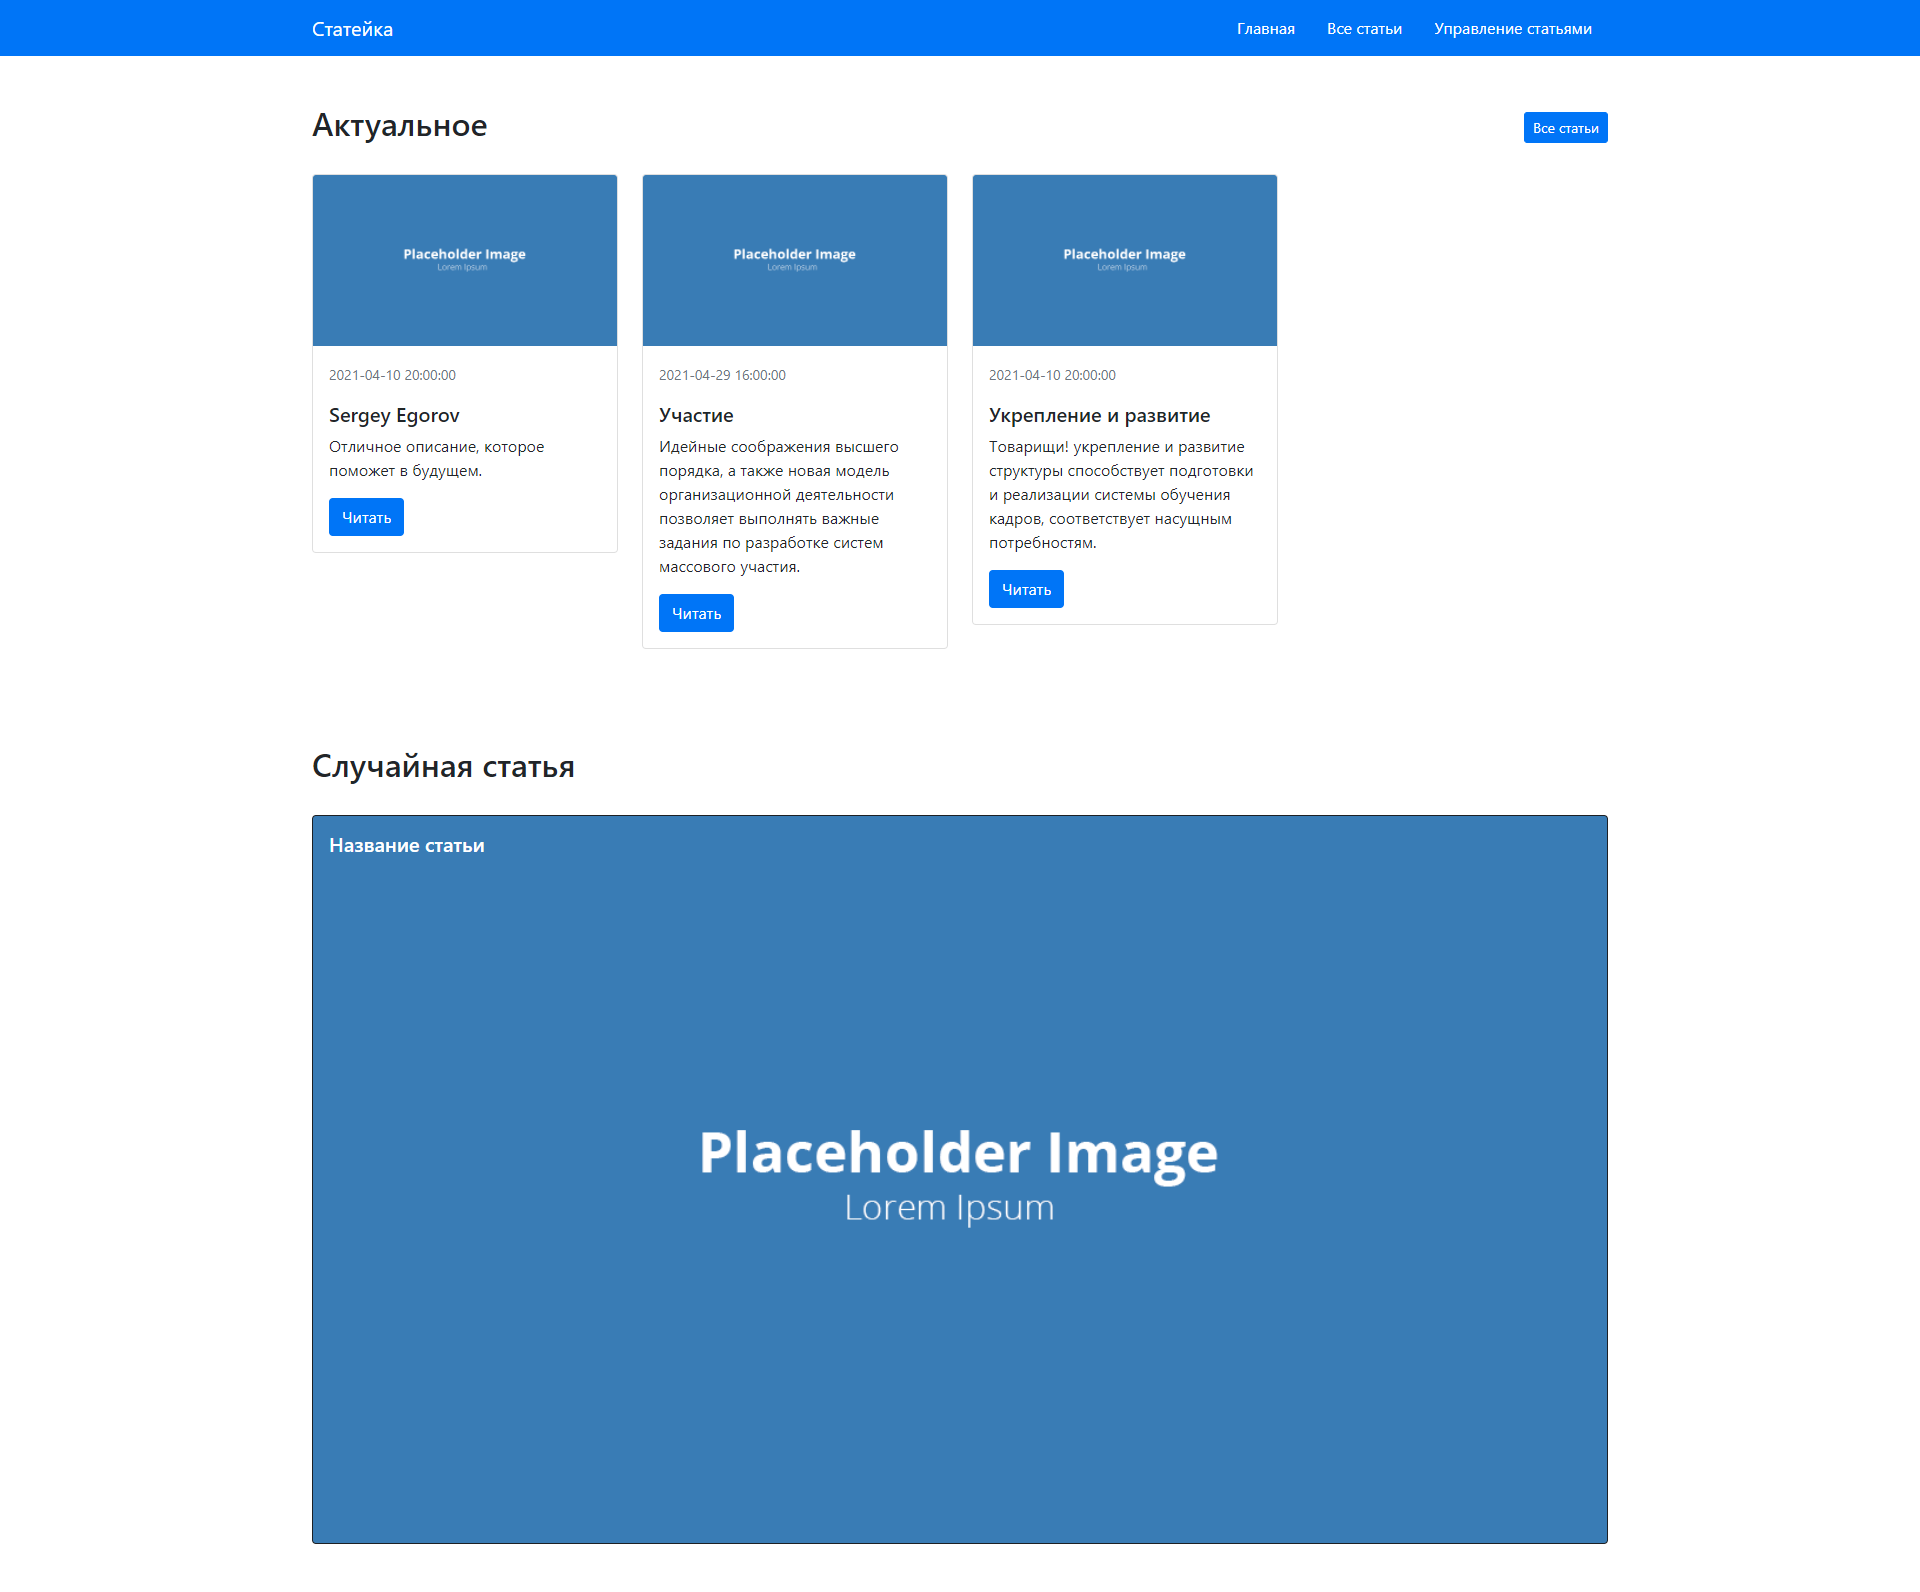 Статейка
Главная
Все статьи
Управление статьями
Актуальное
Все статьи
Placeholder Image
Lorem Ipsum
2021-04-10 20:00:00
Sergey Egorov
Отличное описание, которое
поможет в будущем.
Читать
Placeholder Image
Lorem Ipsum
2021-04-29 16:00:00
Участие
Идейные соображения высшего
порядка, а также новая модель
организационной деятельности
позволяет выполнять важные
задания по разработке систем
массового участия.
Читать
Placeholder Image
Lorem Ipsum
2021-04-10 20:00:00
Укрепление и развитие
Товарищи! укрепление и развитие
структуры способствует подготовки
и реализации системы обучения
кадров, соответствует насущным
потребностям.
Читать
Случайная статья
Название статьи
Placeholder Image
Lorem Ipsum